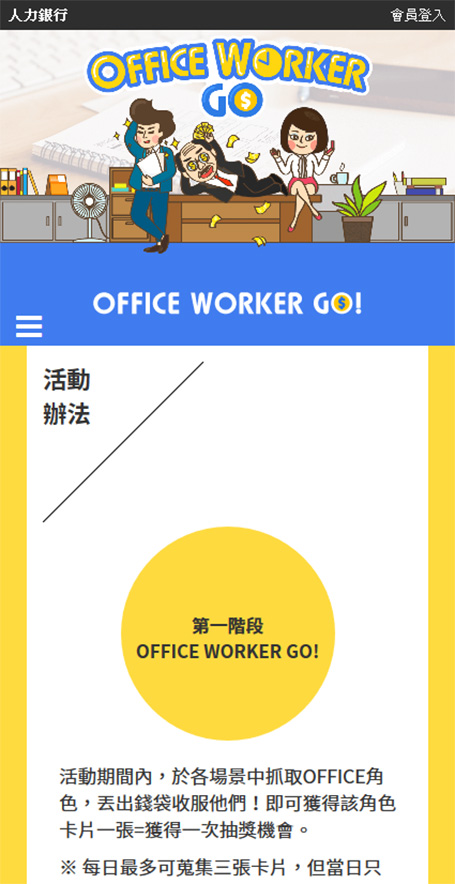 人力銀行
會員登入
OFFICE WORKER
GO
OFFICE WORKER GO!
活動
辦法
第一階段
OFFICE WORKER GO!
活動期間內，於各場景中抓取OFFICE角
色，丟出錢袋收服他們！即可獲得該角色
卡片一張=獲得一次抽獎機會。
※ 每日最多可蒐集三張卡片，但當日只